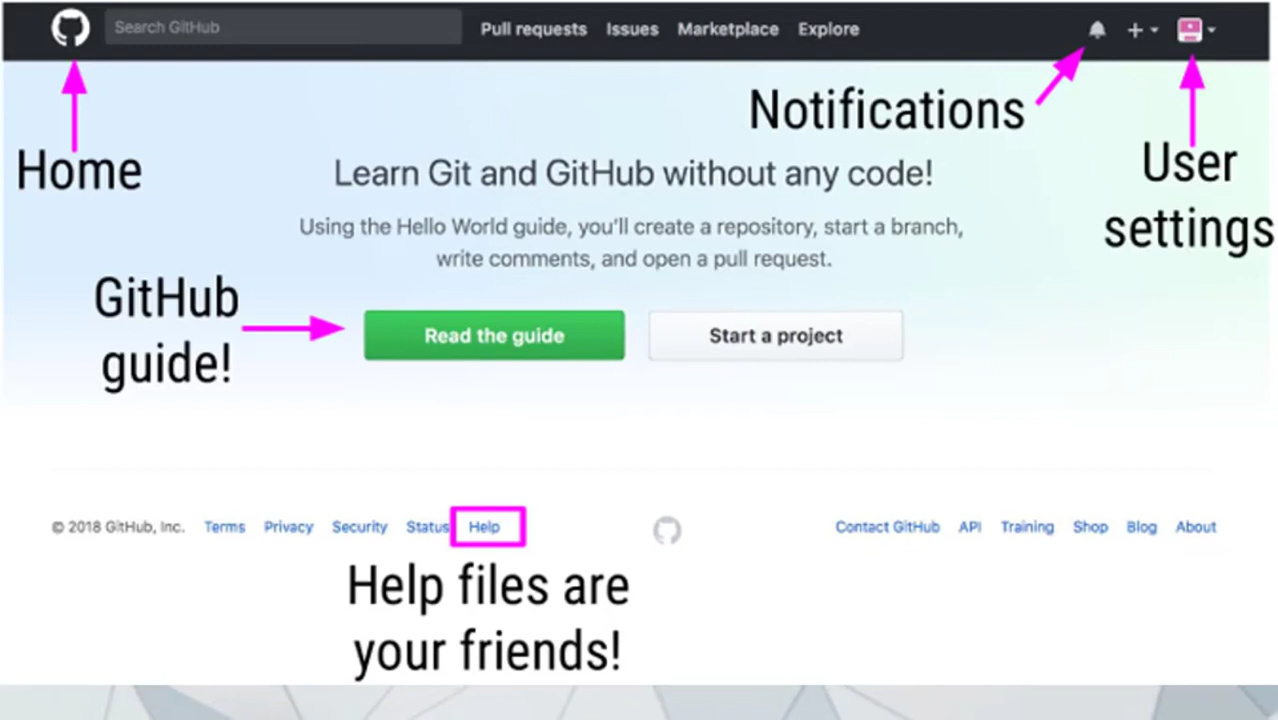 Search GitHub Pull requests Issues Marketplace Explore
Notifications
Home
User
settings
Learn Git and GitHub without any code!
Using the Hello World guide, you'll create a repository, start a branch,
write comments, and open a pull request.
GitHub
guide!
Read the guide Start a project
© 2018 GitHub, Inc. Terms Privacy Security Status Help Contact GitHub API Training Shop Blog About
Help files are
your friends!